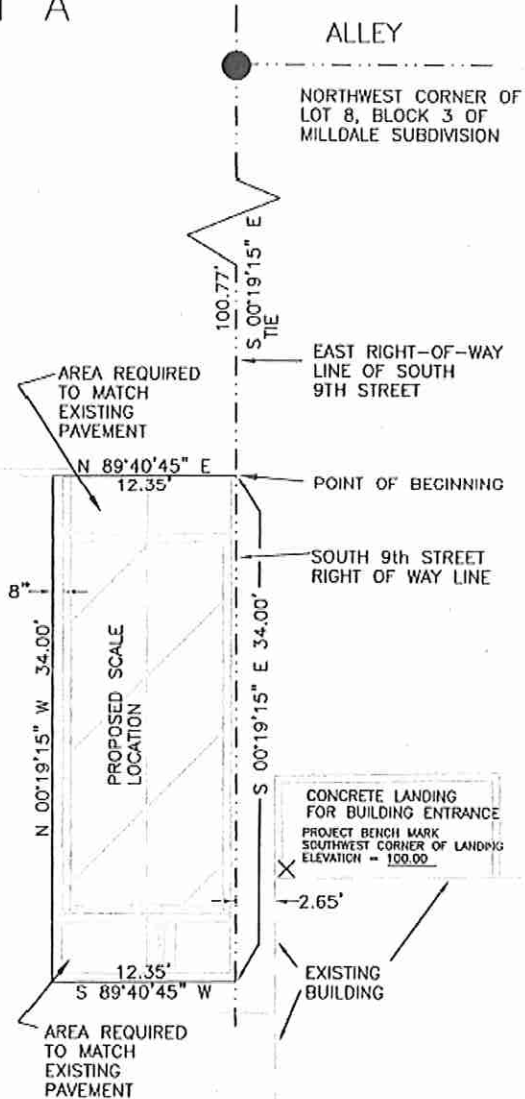 A
ALLEY
NORTHWEST CORNER OF
LOT 8, BLOCK 3 OF
MILLDALE SUBDIVISION
100.77'
S 00°19'15" E
TIE
EAST RIGHT-OF-WAY
LINE OF SOUTH
9TH STREET
AREA REQUIRED
TO MATCH
EXISTING
PAVEMENT
N 89°40'45" E
12.35'
POINT OF BEGINNING
SOUTH 9th STREET
RIGHT OF WAY LINE
8"
N 00°19'15" W 34.00'
PROPOSED SCALE
LOCATION
S 00°19'15" E 34.00'
CONCRETE LANDING
FOR BUILDING ENTRANCE
PROJECT BENCH MARK
SOUTHWEST CORNER OF LANDING
ELEVATION = 100.00
2.65'
12.35'
S 89°40'45" W
EXISTING
BUILDING
AREA REQUIRED
TO MATCH
EXISTING
PAVEMENT